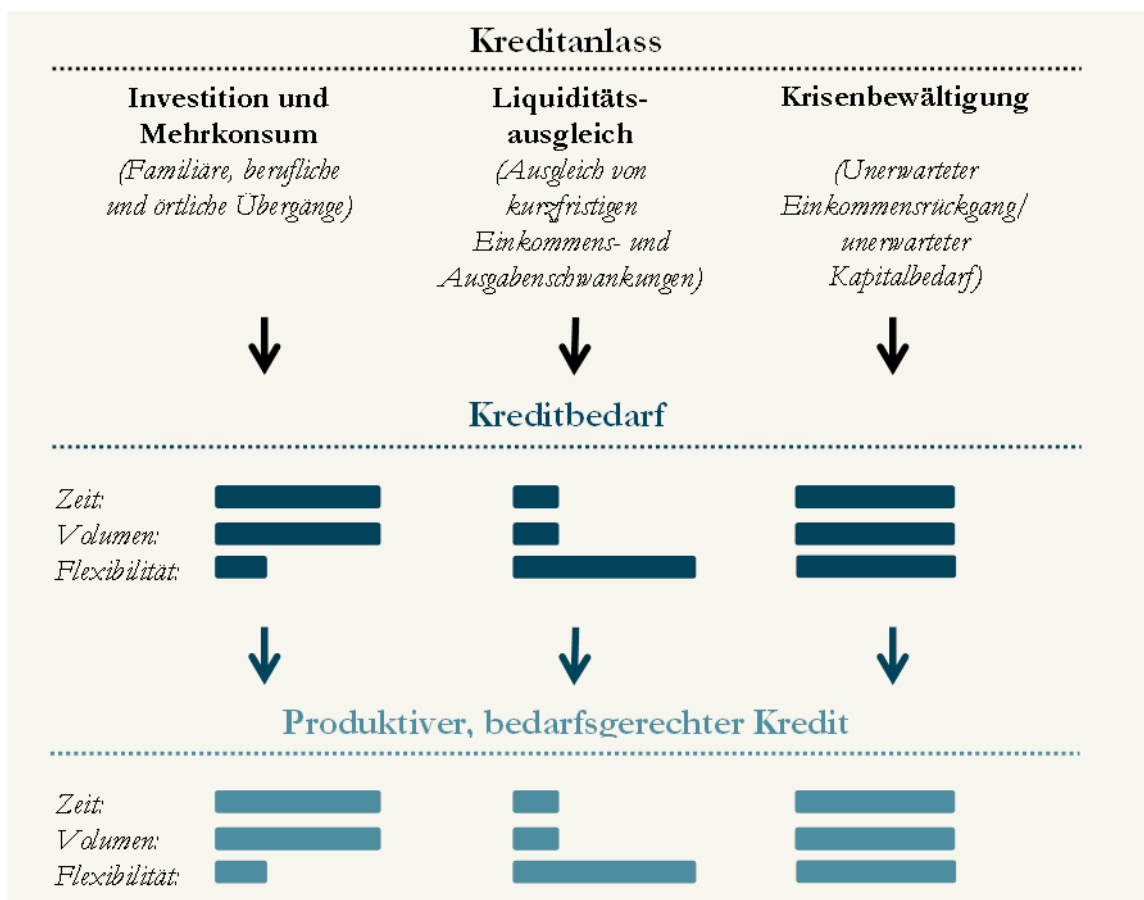 Kreditanlass
Investition und
Mehrkonsum
(Familiäre, berufliche
und örtliche Übergänge)
Liquiditäts-
ausgleich
(Ausgleich von
kurzfristigen
Einkommens- und
Ausgabenschwankungen)
Krisenbewältigung
(Unerwarteter
Einkommensrückgang/
unerwarteter
Kapitalbedarf)
Kreditbedarf
Zeit:
Volumen:
Flexibilität:
Produktiver, bedarfsgerechter Kredit
Zeit:
Volumen:
Flexibilität: